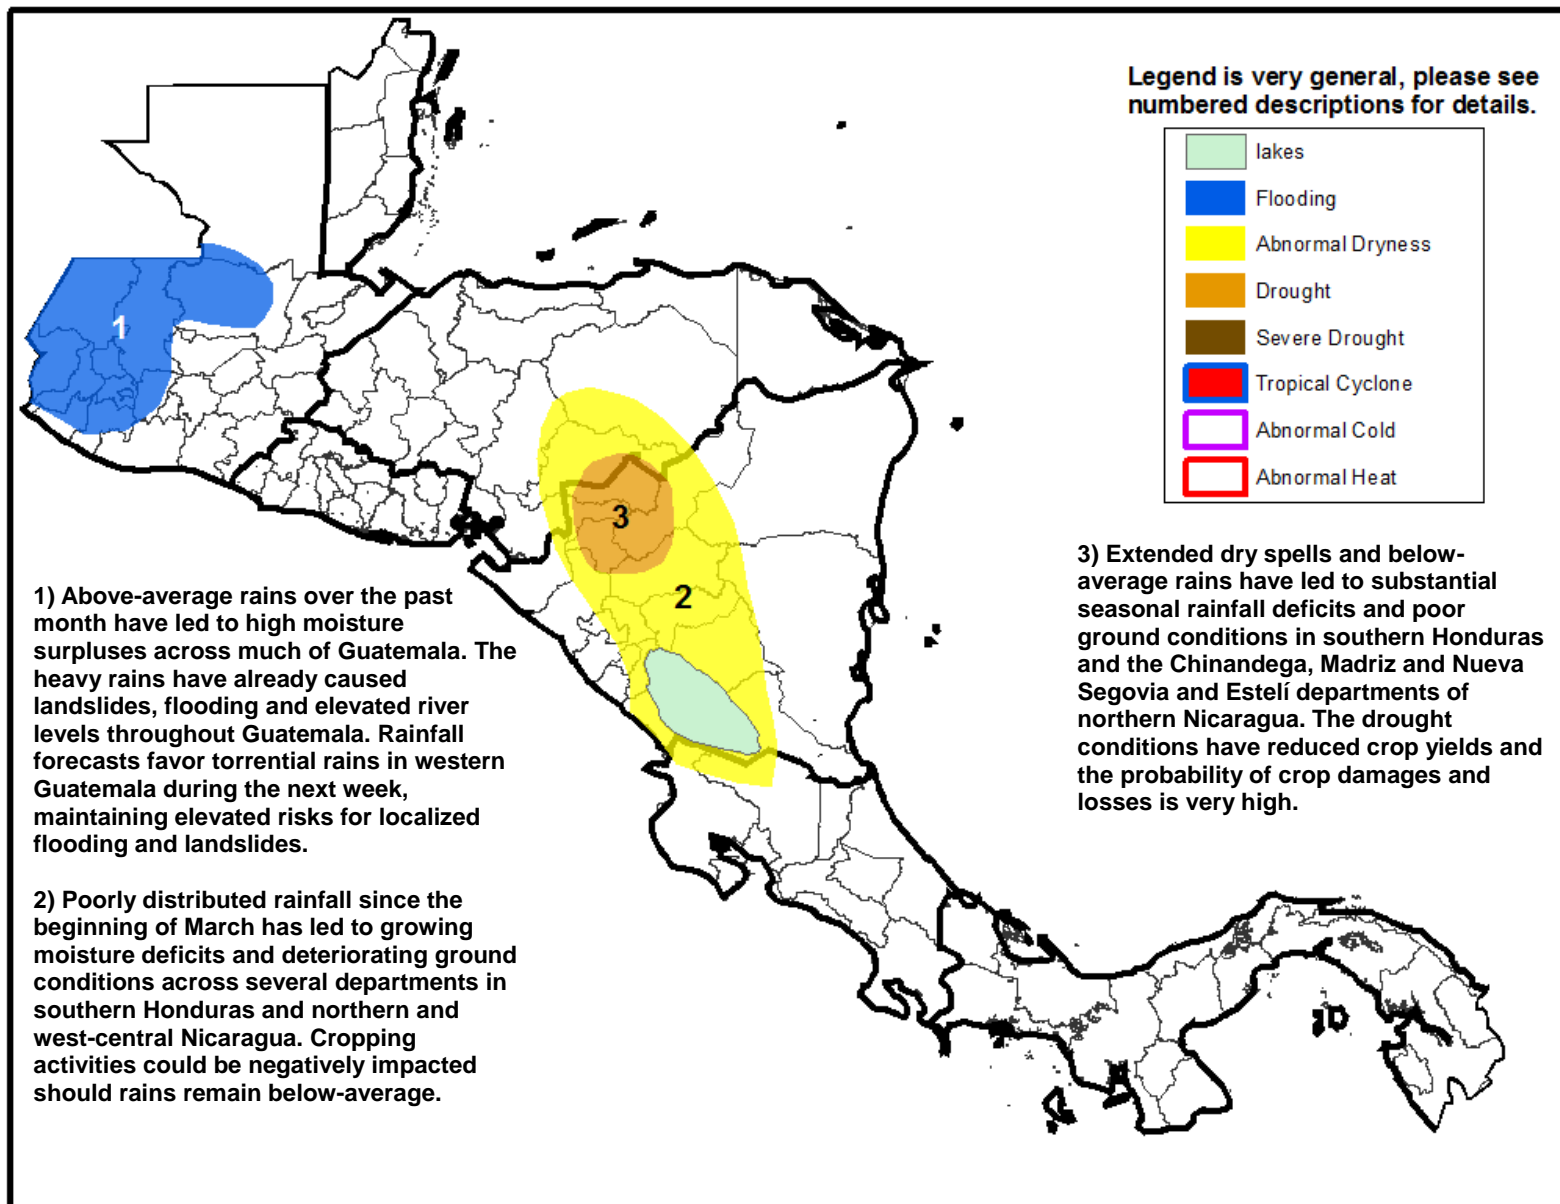 Legend is very general, please see
numbered descriptions for details.
lakes
Flooding
Abnormal Dryness
Drought
Severe Drought
Tropical Cyclone
Abnormal Cold
Abnormal Heat
1
3
2
1) Above-average rains over the past
month have led to high moisture
surpluses across much of Guatemala. The
heavy rains have already caused
landslides, flooding and elevated river
levels throughout Guatemala. Rainfall
forecasts favor torrential rains in western
Guatemala during the next week,
maintaining elevated risks for localized
flooding and landslides.
2) Poorly distributed rainfall since the
beginning of March has led to growing
moisture deficits and deteriorating ground
conditions across several departments in
southern Honduras and northern and
west-central Nicaragua. Cropping
activities could be negatively impacted
should rains remain below-average.
3) Extended dry spells and below-
average rains have led to substantial
seasonal rainfall deficits and poor
ground conditions in southern Honduras
and the Chinandega, Madriz and Nueva
Segovia and Estelí departments of
northern Nicaragua. The drought
conditions have reduced crop yields and
the probability of crop damages and
losses is very high.